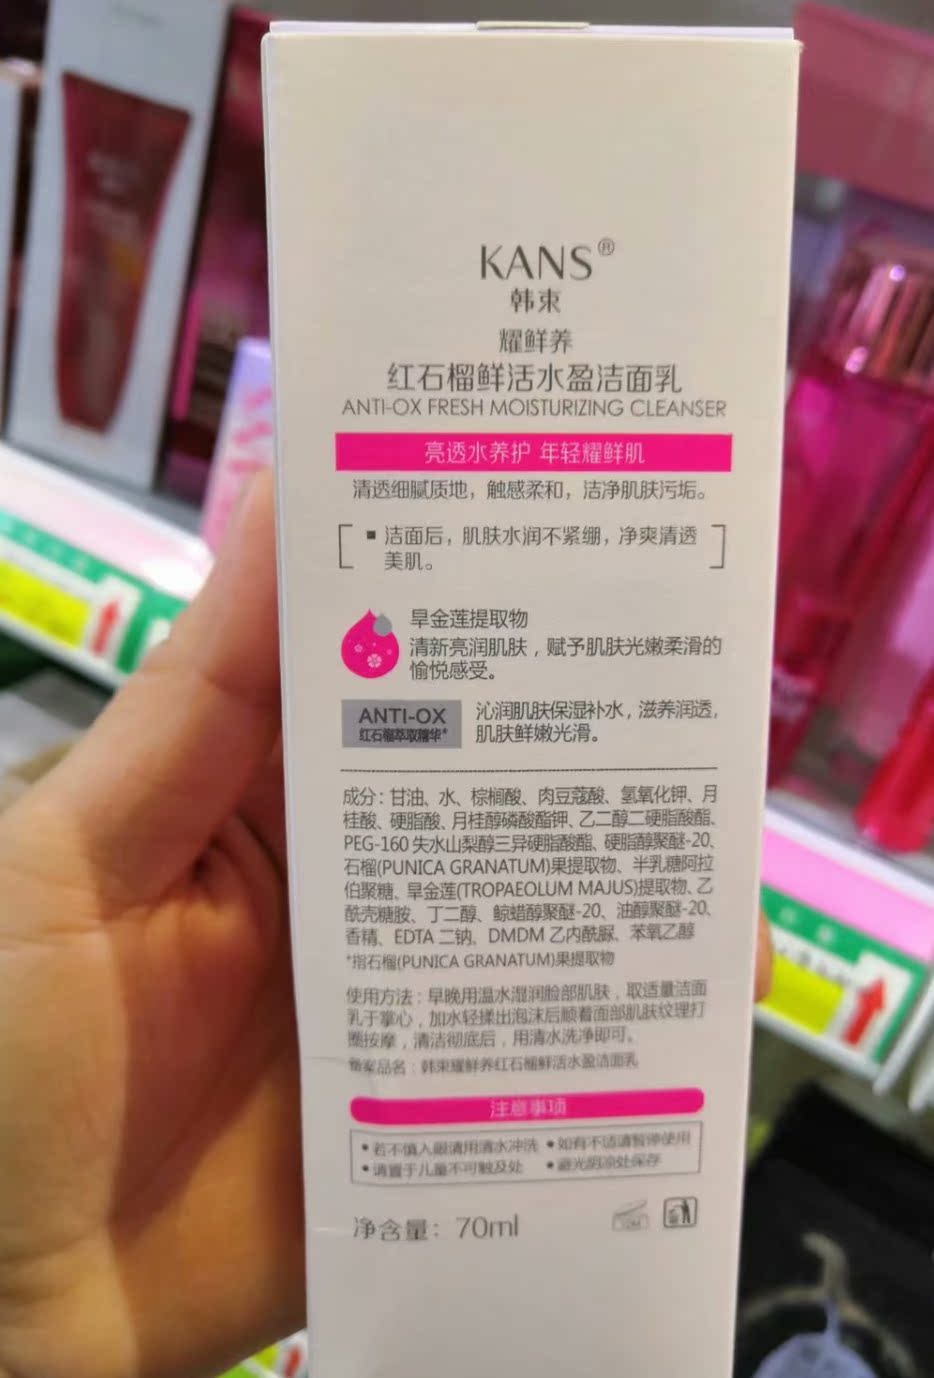 KANS®
韩束
耀鲜养
红石榴鲜活水盈洁面乳
ANTI-OX FRESH MOISTURIZING CLEANSER
亮透水养护 年轻耀鲜肌
清透细腻质地，触感柔和，洁净肌肤污垢。
▪ 洁面后，肌肤水润不紧绷，净爽清透
美肌。
旱金莲提取物
清新亮润肌肤，赋予肌肤光嫩柔滑的
愉悦感受。
ANTI-OX
红石榴萃取精华*
沁润肌肤保湿补水，滋养润透，
肌肤鲜嫩光滑。
成分：甘油、水、棕榈酸、肉豆蔻酸、氢氧化钾、月
桂酸、硬脂酸、月桂醇磷酸酯钾、乙二醇二硬脂酸酯、
PEG-160 失水山梨醇三异硬脂酸酯、硬脂醇聚醚-20、
石榴(PUNICA GRANATUM)果提取物、半乳糖阿拉
伯聚糖、旱金莲(TROPAEOLUM MAJUS)提取物、乙
酰壳糖胺、丁二醇、鲸蜡醇聚醚-20、油醇聚醚-20、
香精、EDTA 二钠、DMDM 乙内酰脲、苯氧乙醇
*指石榴(PUNICA GRANATUM)果提取物
使用方法：早晚用温水湿润脸部肌肤，取适量洁面
乳于掌心，加水轻揉出泡沫后顺着面部肌肤纹理打
圈按摩，清洁彻底后，用清水洗净即可。
备案品名：韩束耀鲜养红石榴鲜活水盈洁面乳
注意事项
• 若不慎入眼请用清水冲洗 • 如有不适请暂停使用
• 请置于儿童不可触及处 • 避光阴凉处保存
净含量：70ml